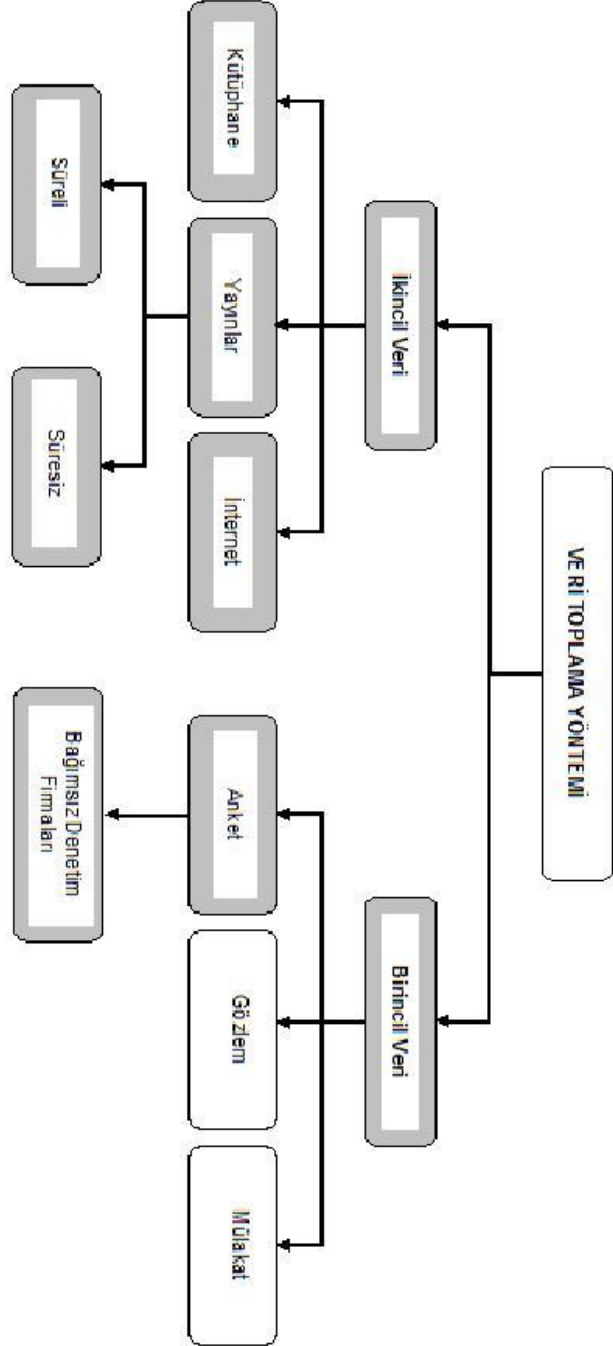 VERİ TOPLAMA YÖNTEMİ
İkincil Veri
Birincil Veri
Kütüphane
Yayınlar
İnternet
Anket
Gözlem
Mülakat
Süreli
Süresiz
Bağımsız Denetim
Firmaları